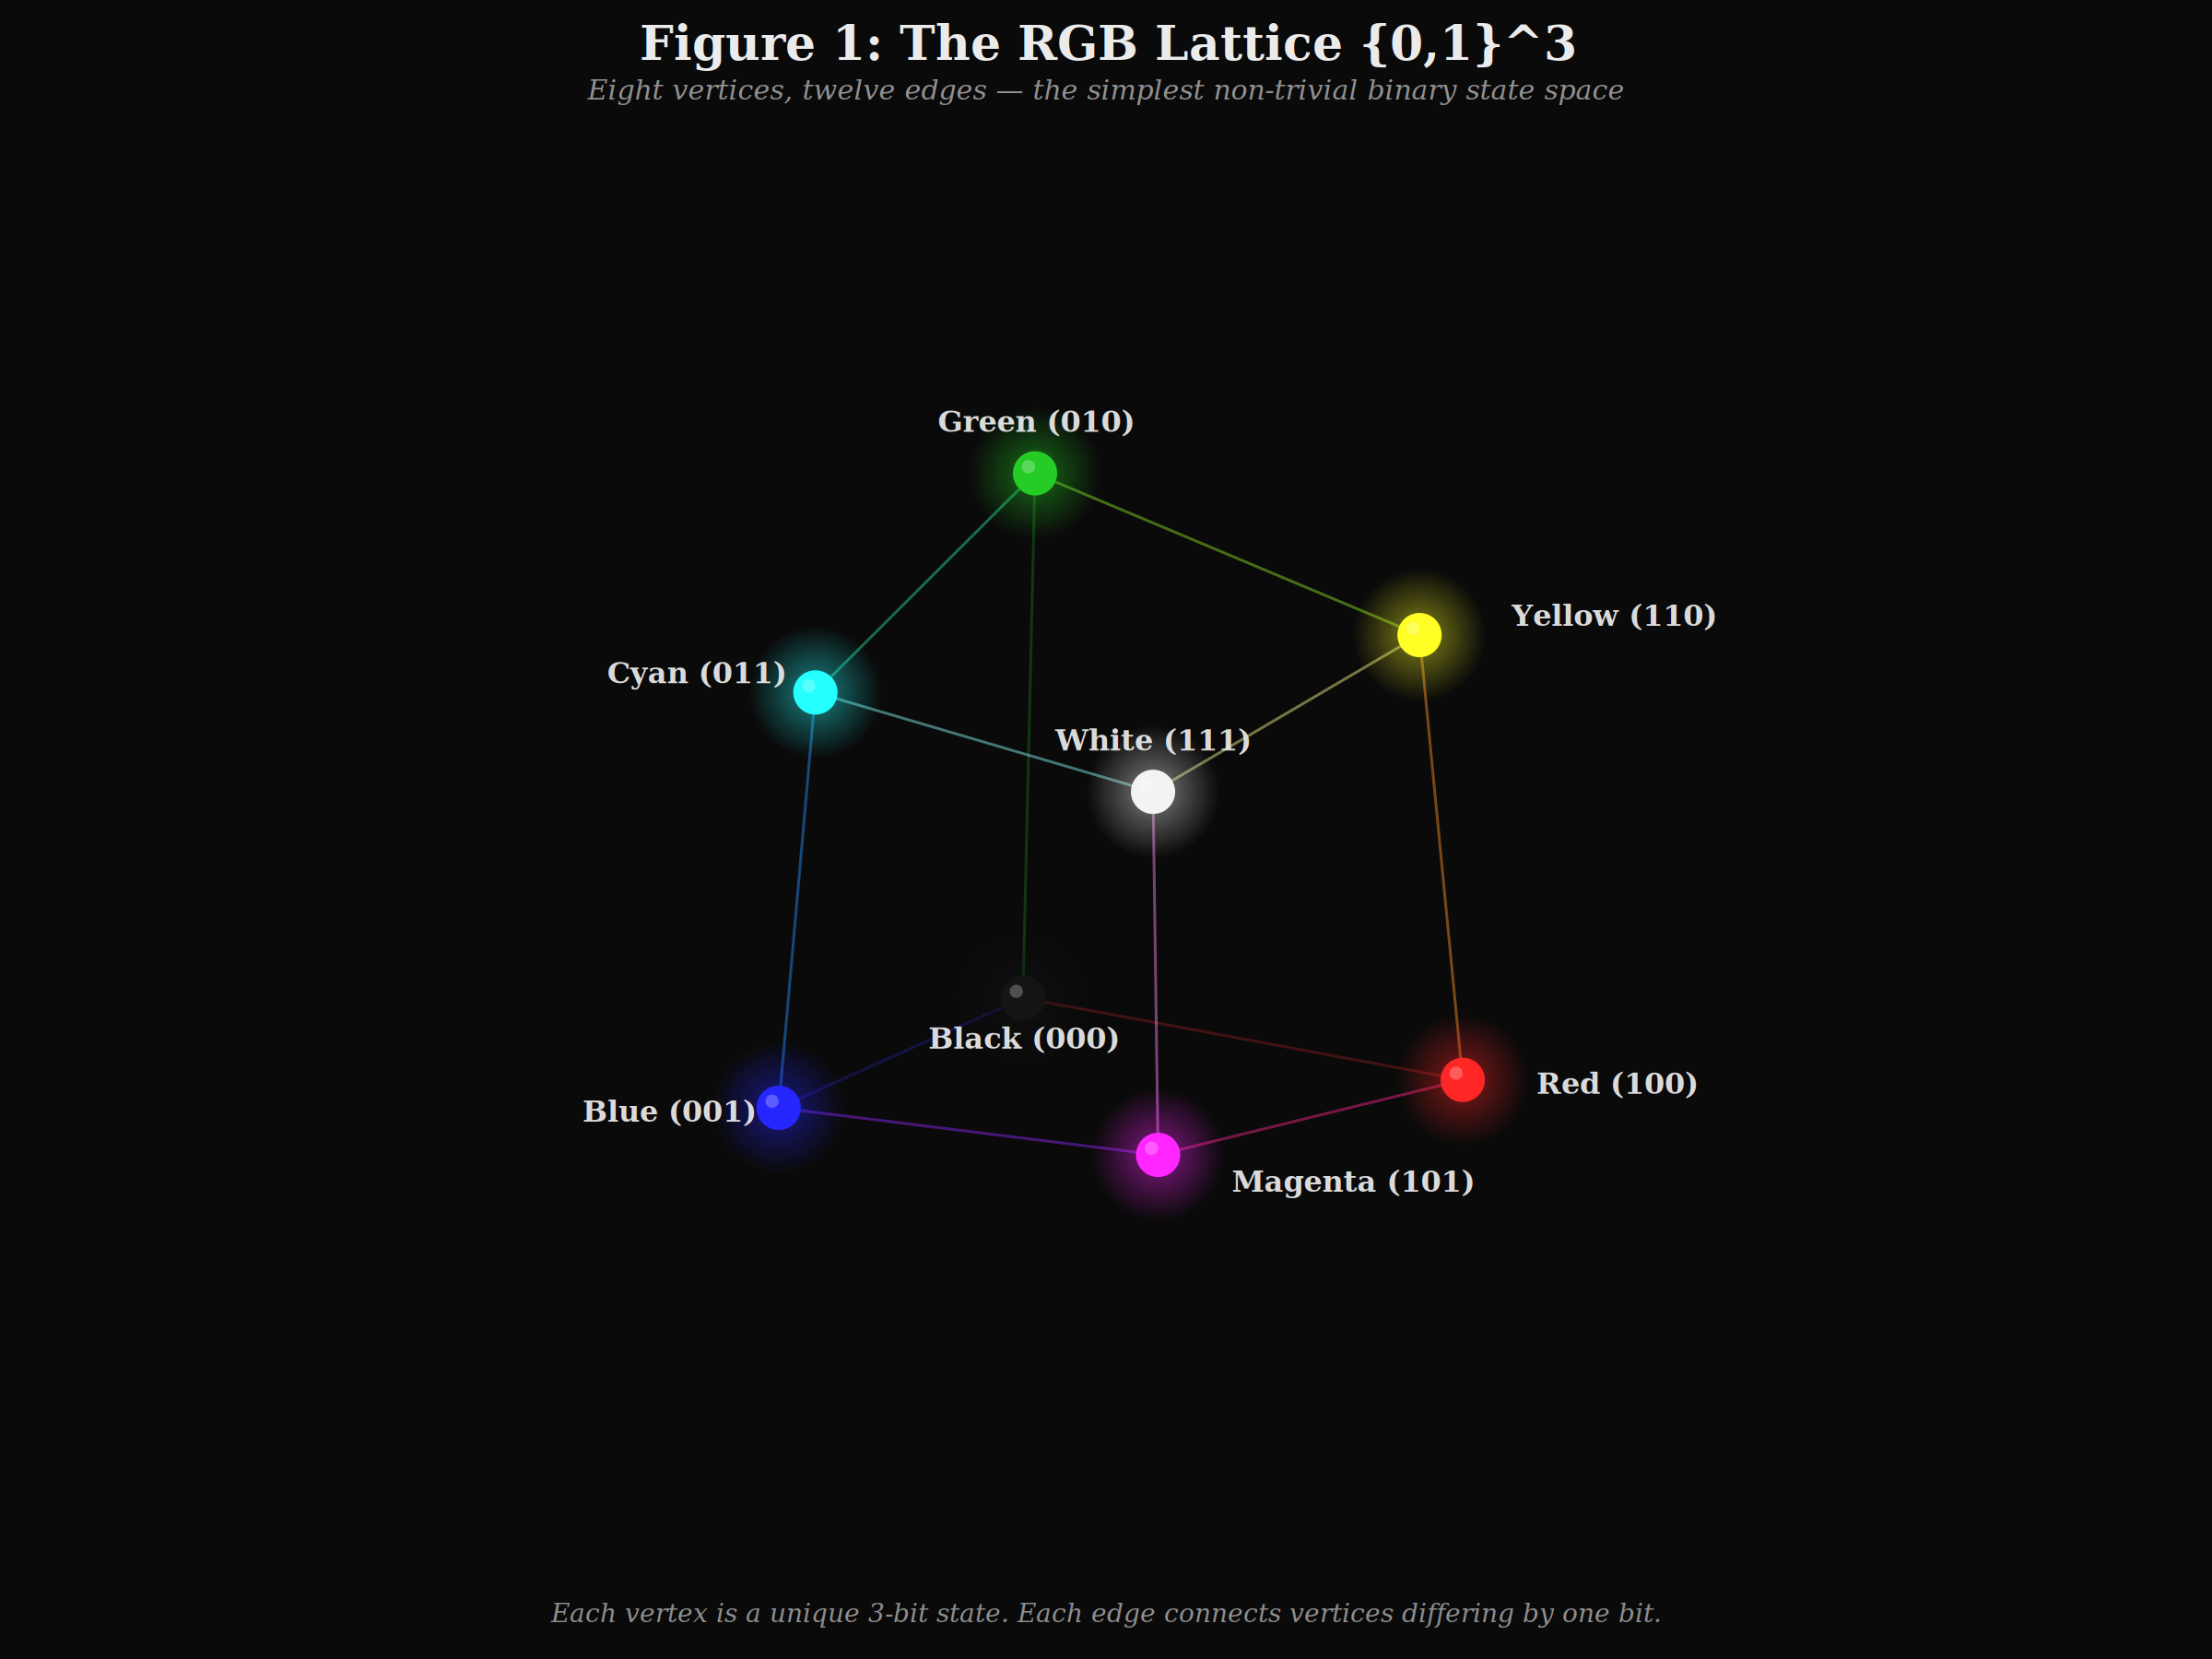 Figure 1: The RGB Lattice {0,1}^3
Eight vertices, twelve edges — the simplest non-trivial binary state space
Green (010)
Yellow (110)
Cyan (011)
White (111)
Black (000)
Red (100)
Blue (001)
Magenta (101)
Each vertex is a unique 3-bit state. Each edge connects vertices differing by one bit.